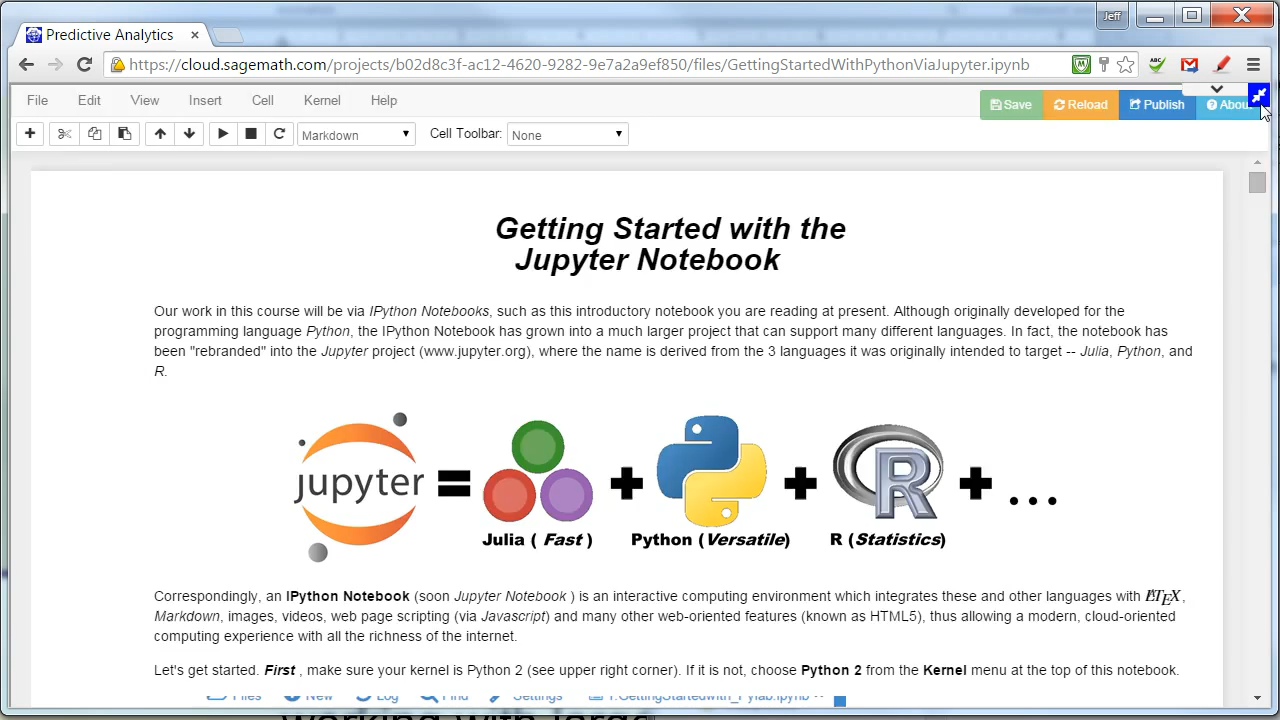 Jeff
Predictive Analytics
https://cloud.sagemath.com/projects/b02d8c3f-ac12-4620-9282-9e7a2a9ef850/files/GettingStartedWithPythonViaJupyter.ipynb
ABC
File Edit View Insert Cell Kernel Help
Save Reload Publish About
Markdown Cell Toolbar: None
Getting Started with the
Jupyter Notebook
Our work in this course will be via IPython Notebooks, such as this introductory notebook you are reading at present. Although originally developed for the
programming language Python, the IPython Notebook has grown into a much larger project that can support many different languages. In fact, the notebook has
been "rebranded" into the Jupyter project (www.jupyter.org), where the name is derived from the 3 languages it was originally intended to target -- Julia, Python, and
R.
jupyter = + + R + ...
Julia ( Fast ) Python (Versatile) R (Statistics)
Correspondingly, an IPython Notebook (soon Jupyter Notebook ) is an interactive computing environment which integrates these and other languages with LATEX,
Markdown, images, videos, web page scripting (via Javascript) and many other web-oriented features (known as HTML5), thus allowing a modern, cloud-oriented
computing experience with all the richness of the internet.
Let's get started. First , make sure your kernel is Python 2 (see upper right corner). If it is not, choose Python 2 from the Kernel menu at the top of this notebook.
Files New Log Find Settings